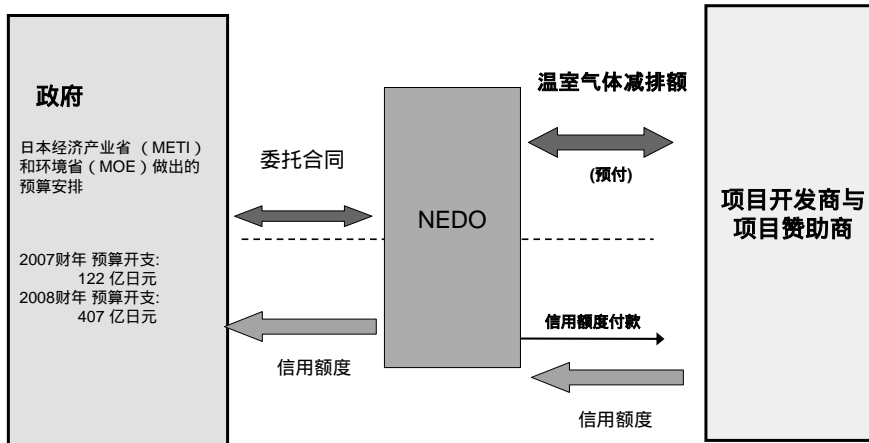 政府
日本经济产业省 （METI）
和环境省（MOE）做出的
预算安排
2007财年 预算开支:
122 亿日元
2008财年 预算开支:
407 亿日元
委托合同
信用额度
NEDO
温室气体减排额
(预付)
信用额度付款
信用额度
项目开发商与
项目赞助商